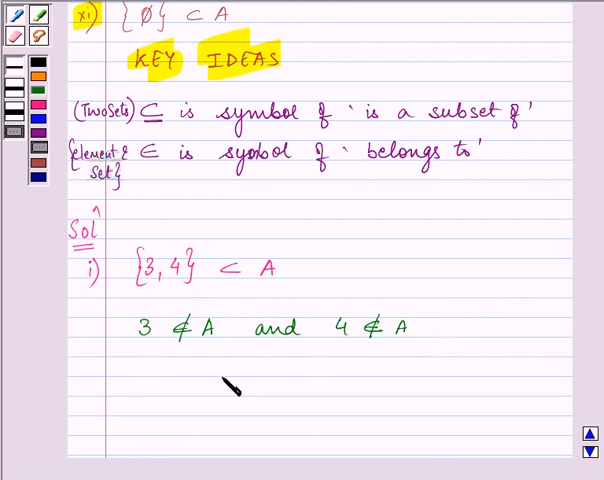 xi) {∅} ⊂ A
KEY IDEAS
(Two Sets) ⊆ is symbol of 'is a subset of'
{element & Set} ∈ is symbol of 'belongs to'
Solⁿ
i) {3, 4} ⊂ A
3 ∉ A and 4 ∉ A